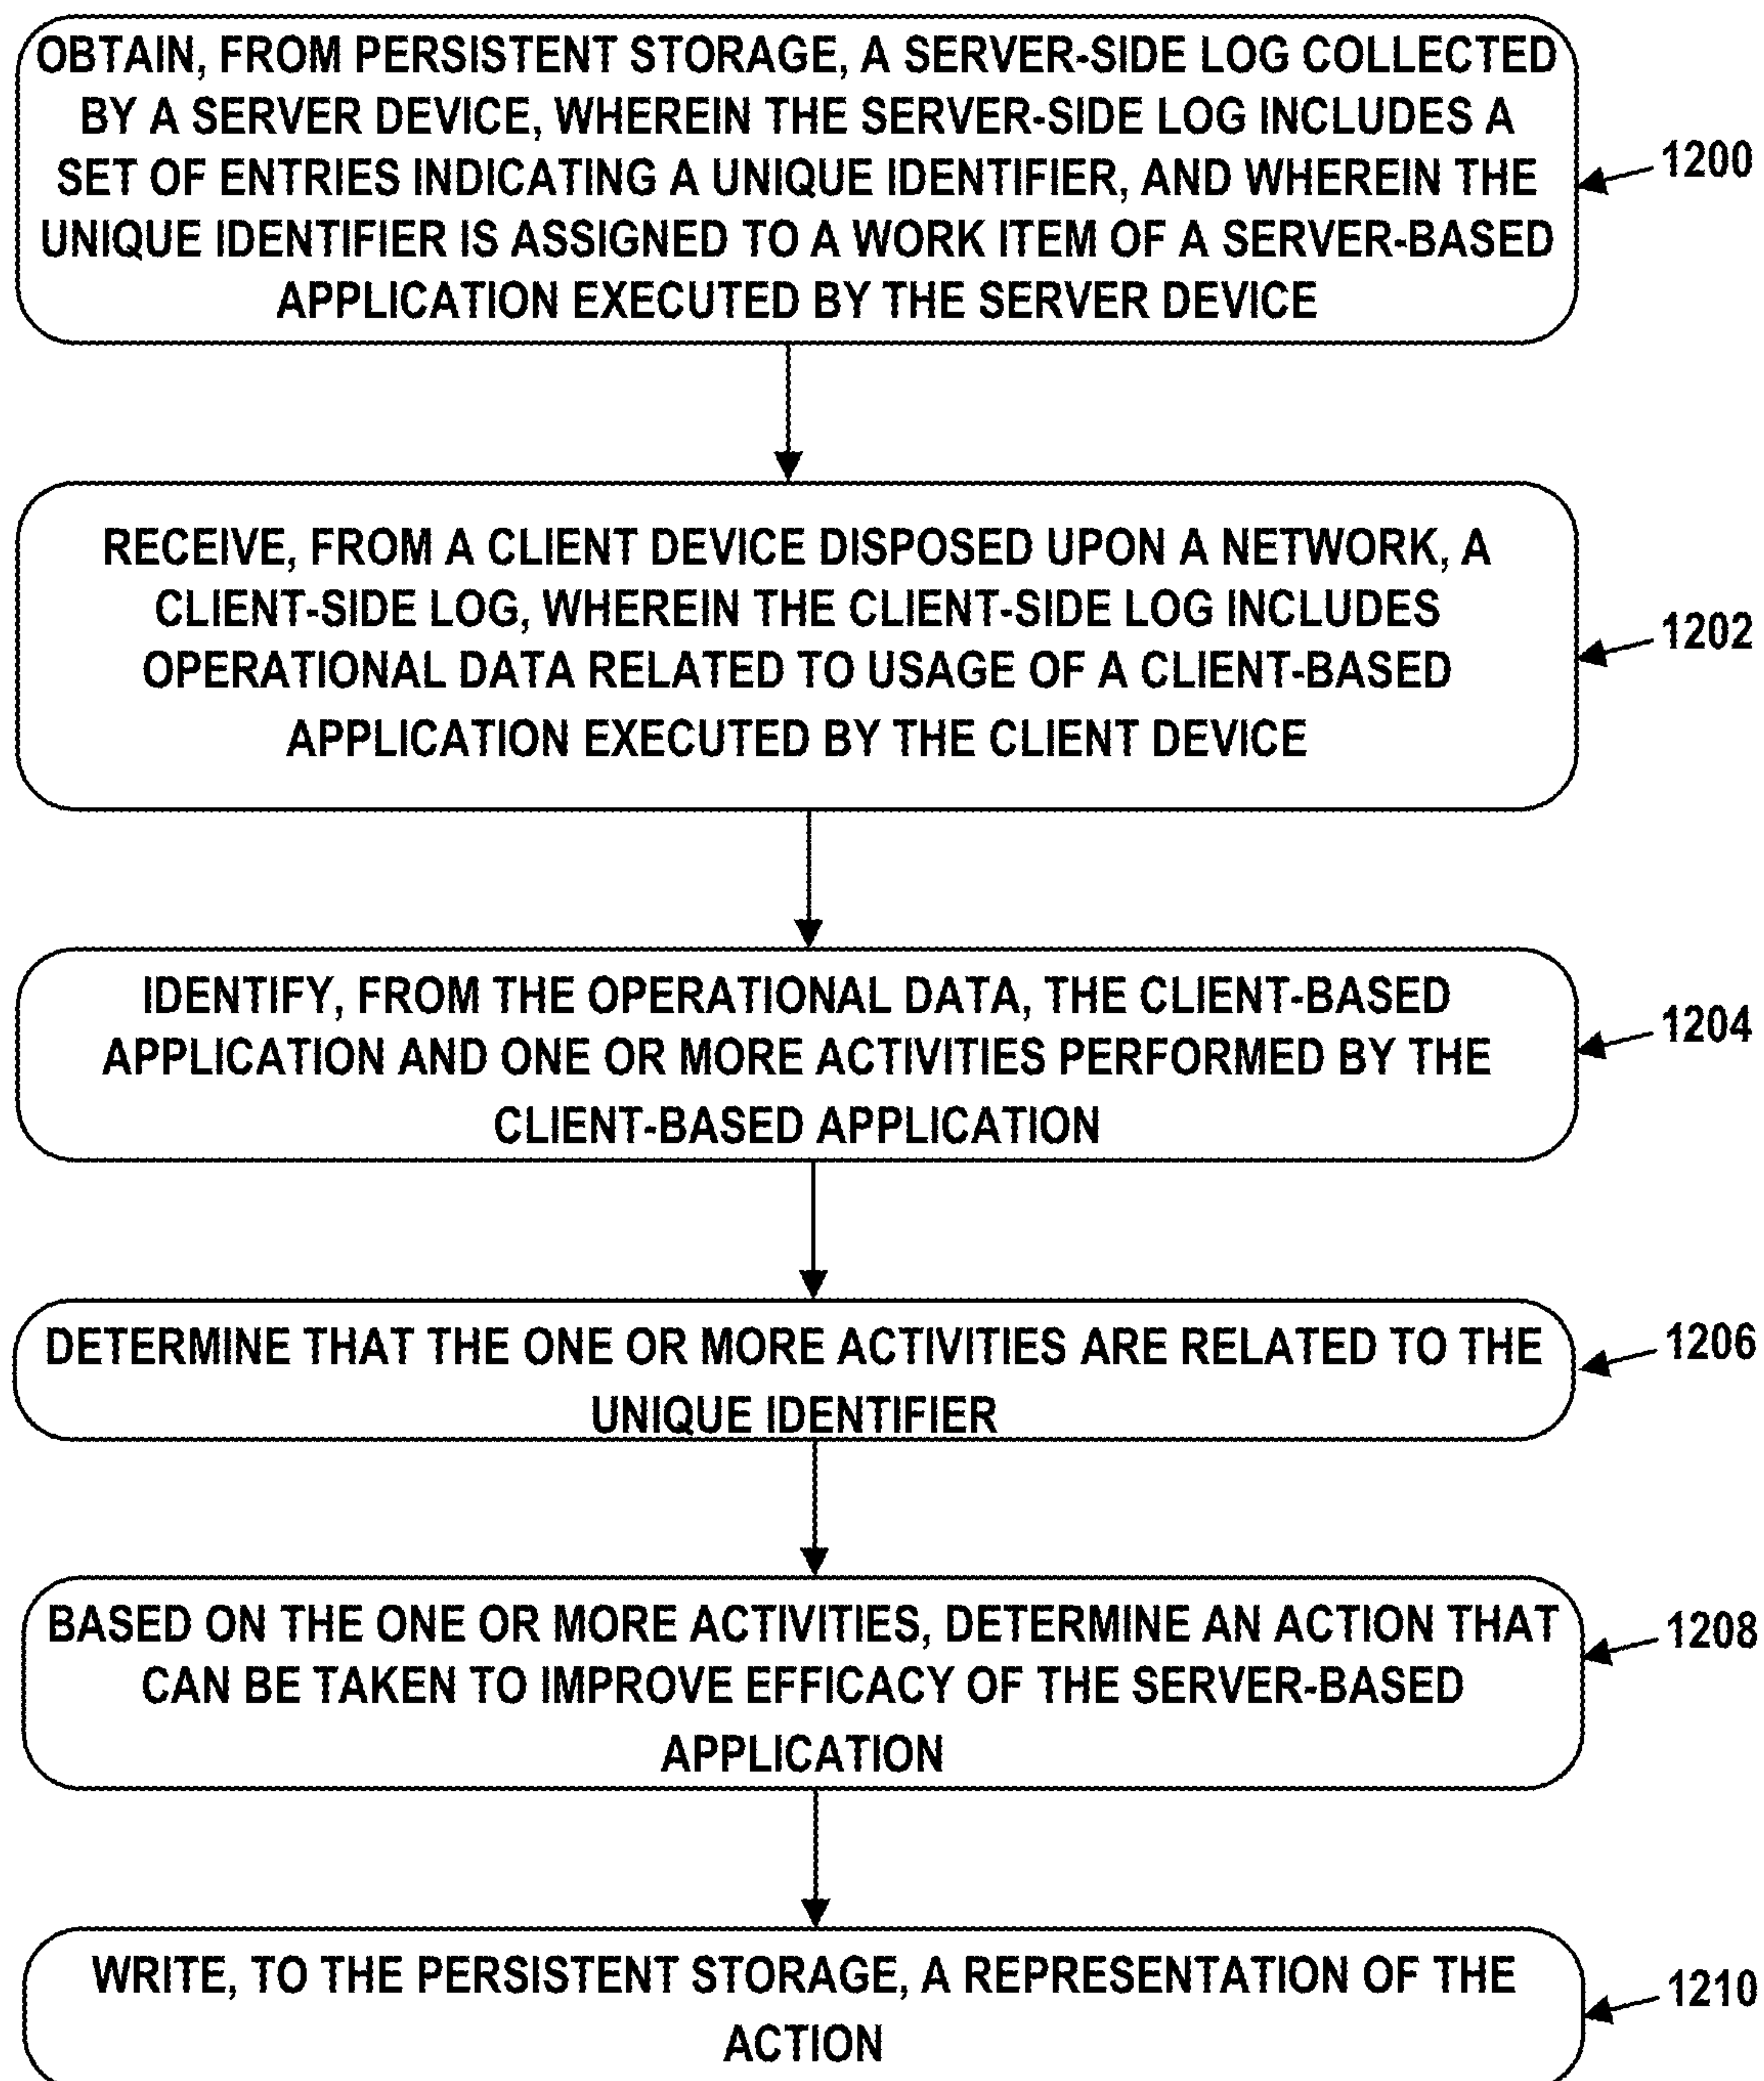 OBTAIN, FROM PERSISTENT STORAGE, A SERVER-SIDE LOG COLLECTED
BY A SERVER DEVICE, WHEREIN THE SERVER-SIDE LOG INCLUDES A
SET OF ENTRIES INDICATING A UNIQUE IDENTIFIER, AND WHEREIN THE
UNIQUE IDENTIFIER IS ASSIGNED TO A WORK ITEM OF A SERVER-BASED
APPLICATION EXECUTED BY THE SERVER DEVICE
1200
RECEIVE, FROM A CLIENT DEVICE DISPOSED UPON A NETWORK, A
CLIENT-SIDE LOG, WHEREIN THE CLIENT-SIDE LOG INCLUDES
OPERATIONAL DATA RELATED TO USAGE OF A CLIENT-BASED
APPLICATION EXECUTED BY THE CLIENT DEVICE
1202
IDENTIFY, FROM THE OPERATIONAL DATA, THE CLIENT-BASED
APPLICATION AND ONE OR MORE ACTIVITIES PERFORMED BY THE
CLIENT-BASED APPLICATION
1204
DETERMINE THAT THE ONE OR MORE ACTIVITIES ARE RELATED TO THE
UNIQUE IDENTIFIER
1206
BASED ON THE ONE OR MORE ACTIVITIES, DETERMINE AN ACTION THAT
CAN BE TAKEN TO IMPROVE EFFICACY OF THE SERVER-BASED
APPLICATION
1208
WRITE, TO THE PERSISTENT STORAGE, A REPRESENTATION OF THE
ACTION
1210